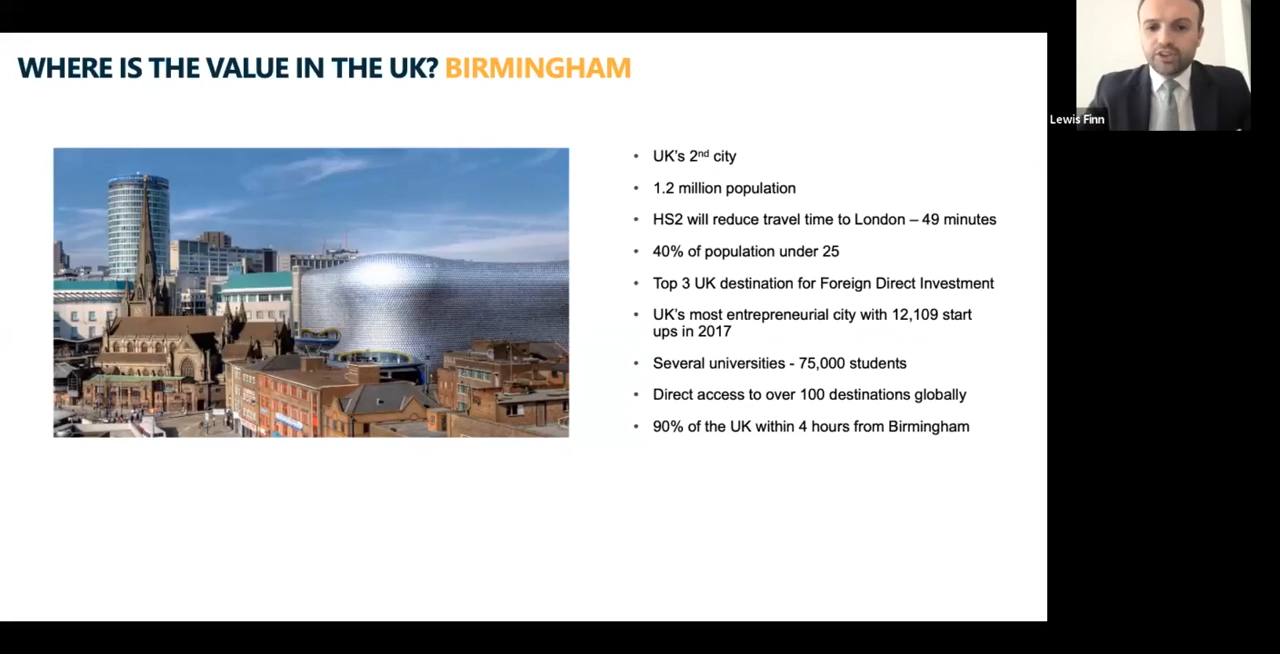 WHERE IS THE VALUE IN THE UK? BIRMINGHAM
Lewis Finn
• UK's 2nd city
• 1.2 million population
• HS2 will reduce travel time to London – 49 minutes
• 40% of population under 25
• Top 3 UK destination for Foreign Direct Investment
• UK's most entrepreneurial city with 12,109 start
ups in 2017
• Several universities - 75,000 students
• Direct access to over 100 destinations globally
• 90% of the UK within 4 hours from Birmingham